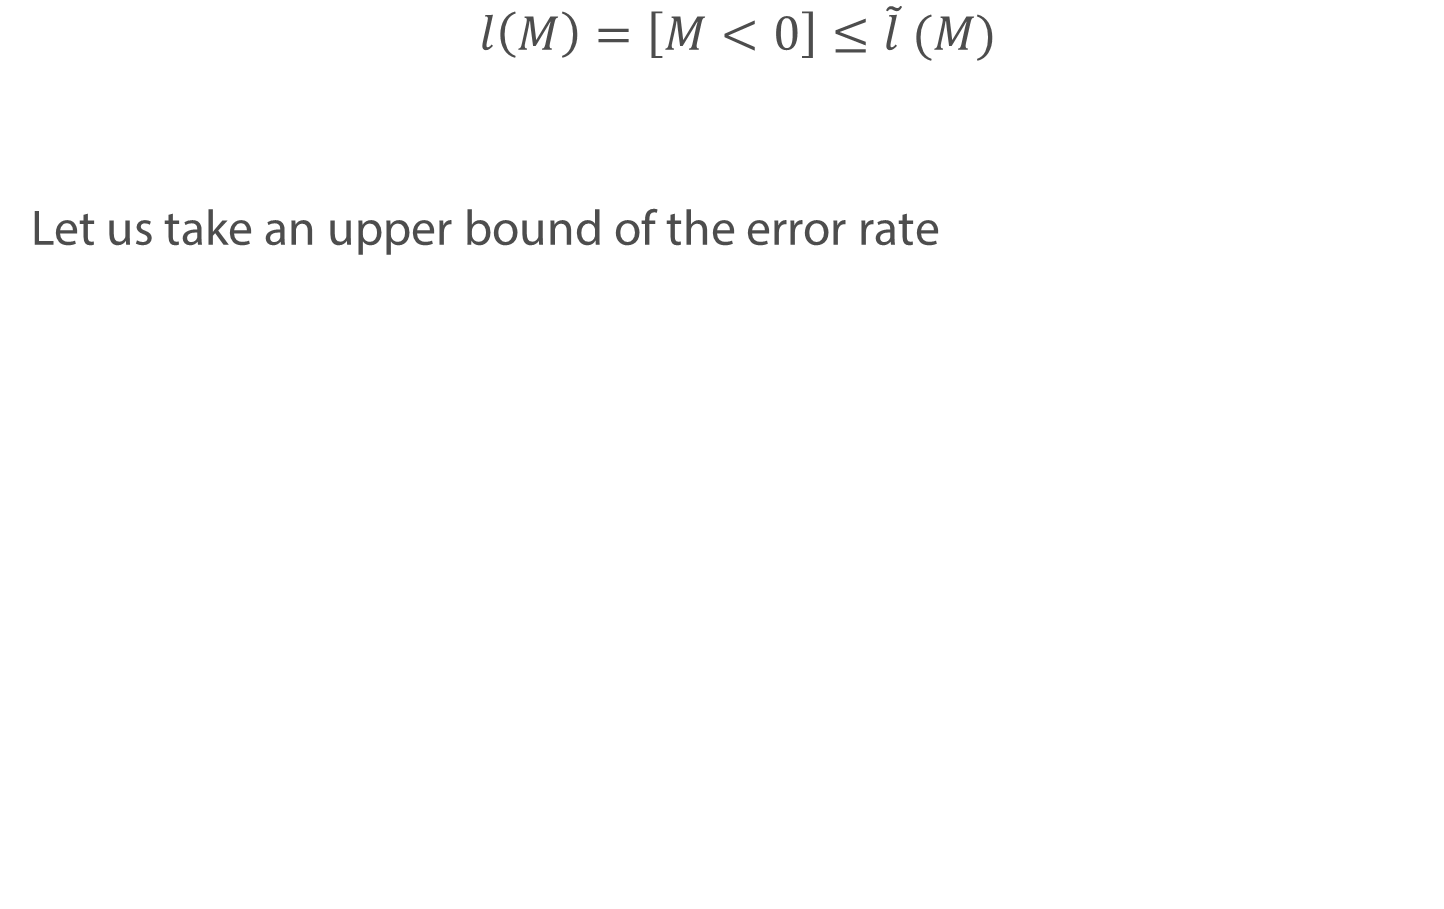 𝑙(𝑀) = [𝑀 < 0] ≤ 𝑙̃ (𝑀)
Let us take an upper bound of the error rate